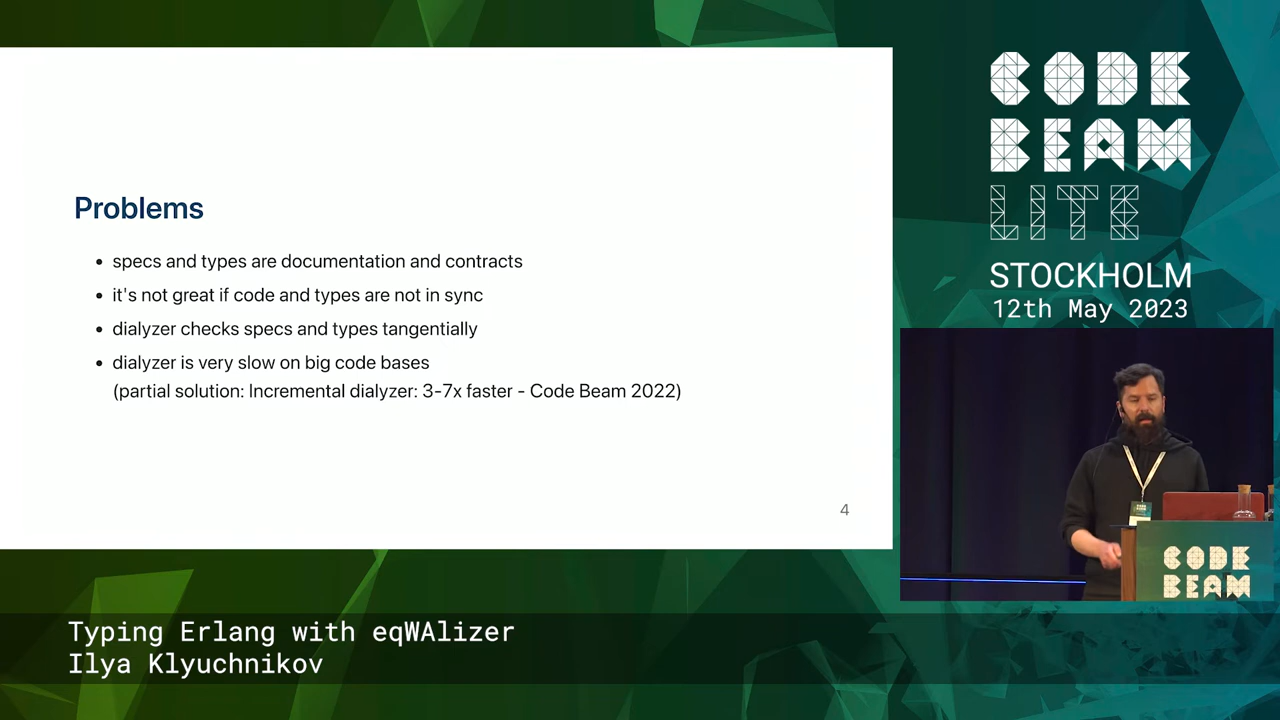 Problems
• specs and types are documentation and contracts
• it's not great if code and types are not in sync
• dialyzer checks specs and types tangentially
• dialyzer is very slow on big code bases
(partial solution: Incremental dialyzer: 3-7x faster - Code Beam 2022)
4
CODE
BEAM
LITE
STOCKHOLM
12th May 2023
CODE
BEAM
Typing Erlang with eqWAlizer
Ilya Klyuchnikov